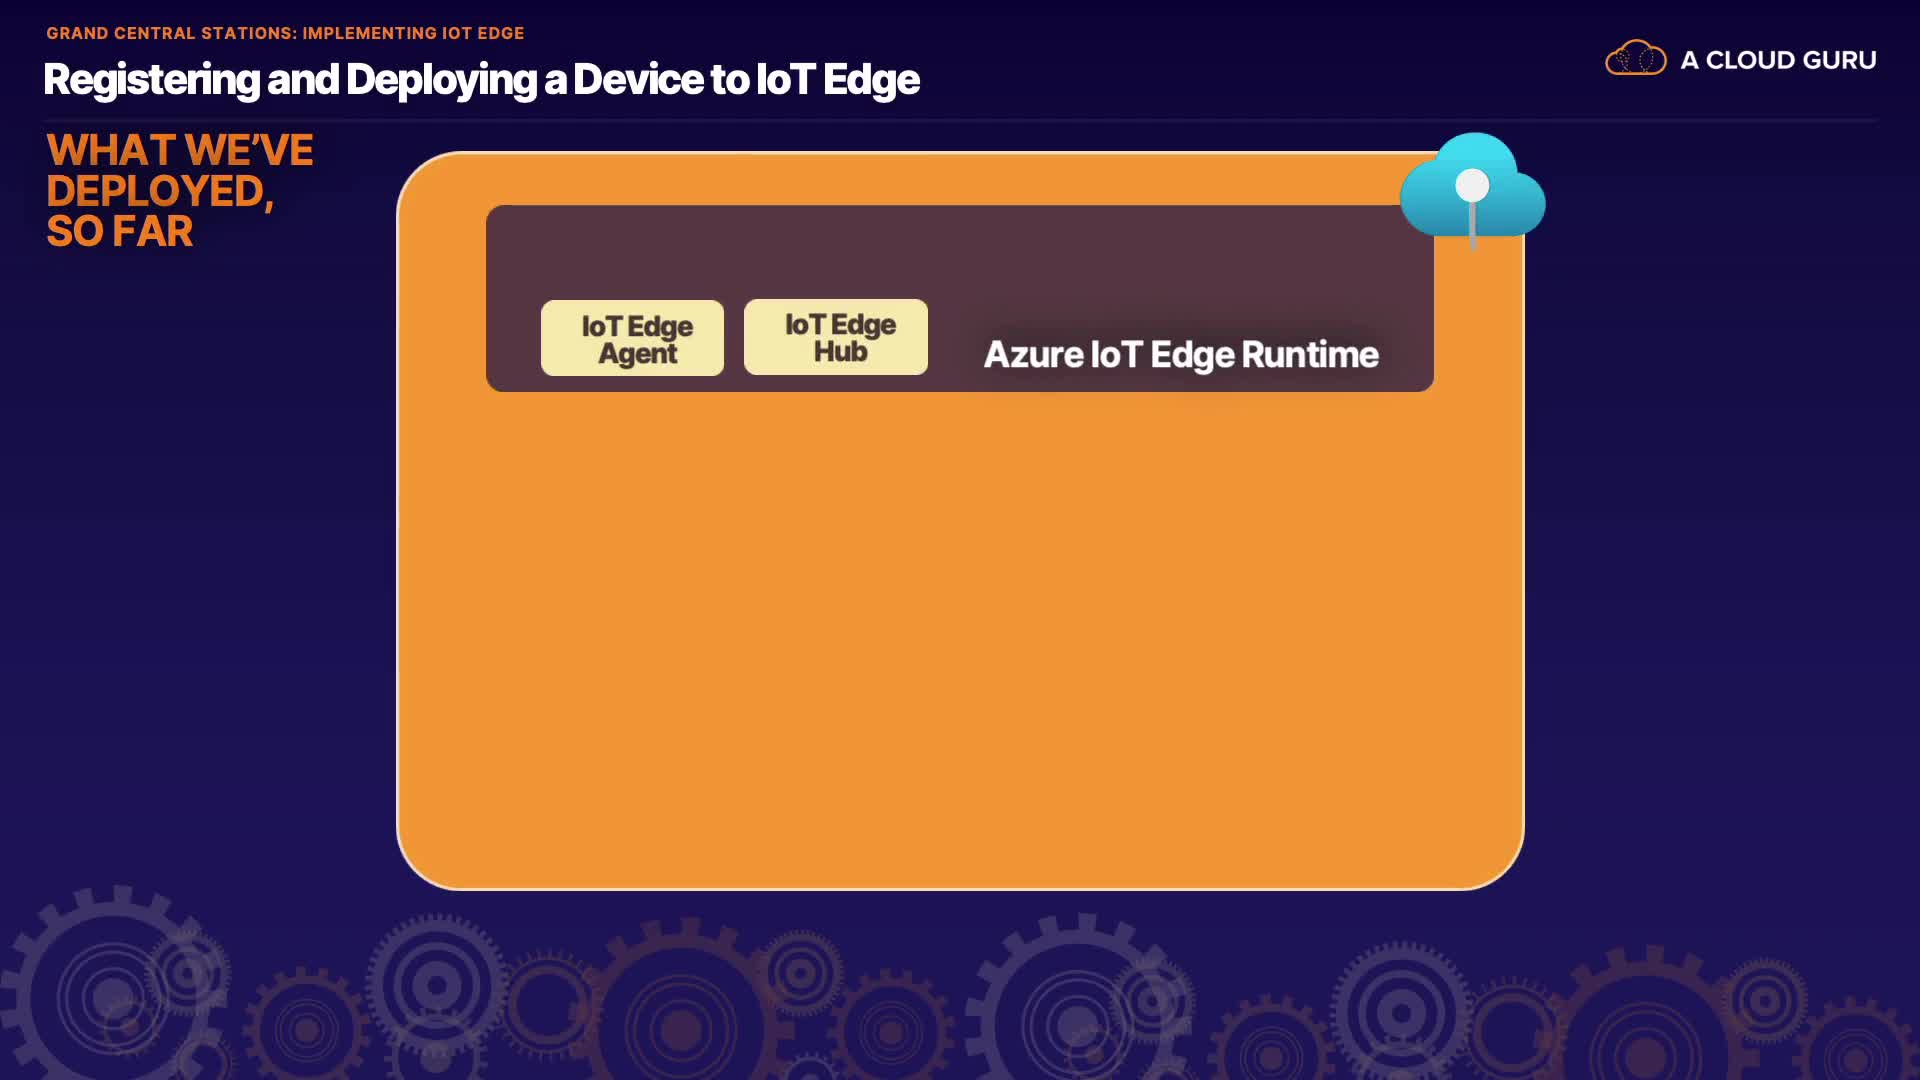 GRAND CENTRAL STATIONS: IMPLEMENTING IOT EDGE
Registering and Deploying a Device to IoT Edge
A CLOUD GURU
WHAT WE’VE
DEPLOYED,
SO FAR
IoT Edge
Agent
IoT Edge
Hub
Azure IoT Edge Runtime